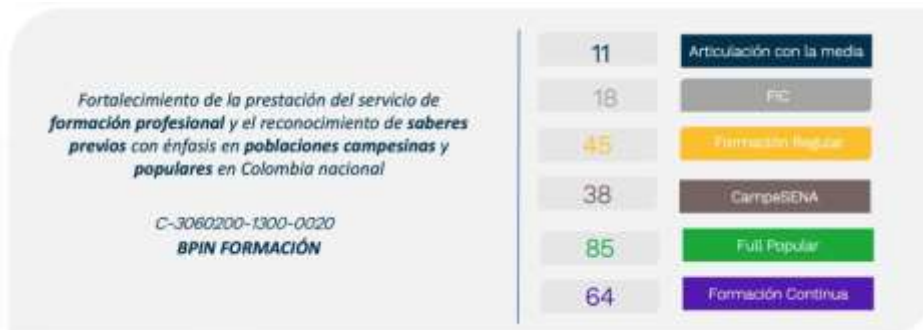 Fortalecimiento de la prestación del servicio de
formación profesional y el reconocimiento de saberes
previos con énfasis en poblaciones campesinas y
populares en Colombia nacional
C-3060200-1300-0020
BPIN FORMACIÓN
11 Articulación con la media
18 FIC
45 Formación Regular
38 CampeSENA
85 Full Popular
64 Formación Continua